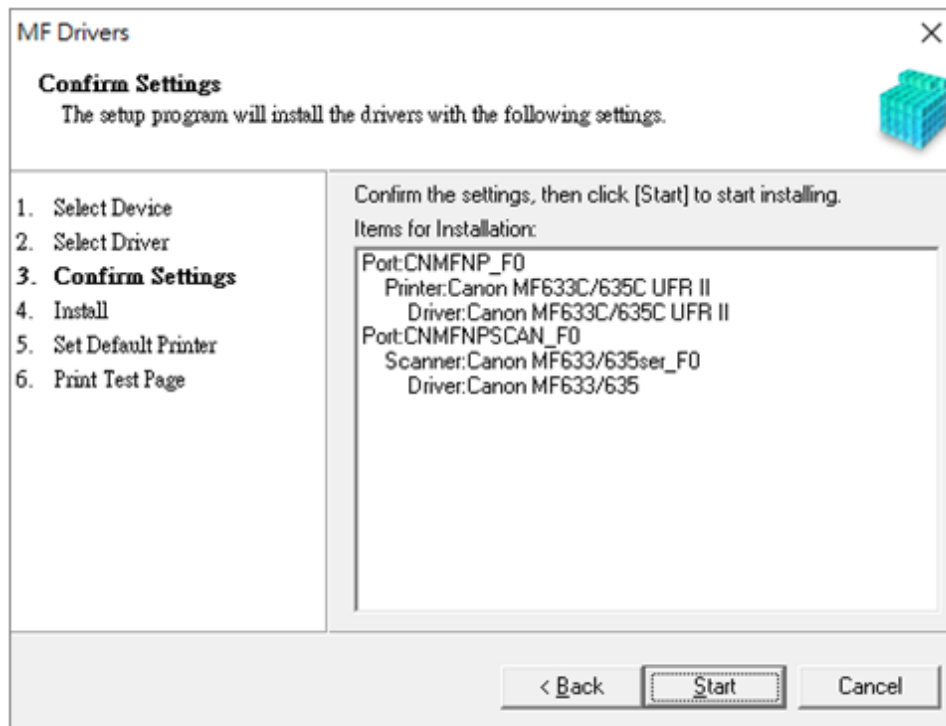 MF Drivers
Confirm Settings
The setup program will install the drivers with the following settings.
1. Select Device
2. Select Driver
3. Confirm Settings
4. Install
5. Set Default Printer
6. Print Test Page
Confirm the settings, then click [Start] to start installing.
Items for Installation:
Port:CNMFNP_F0
Printer:Canon MF633C/635C UFR II
Driver:Canon MF633C/635C UFR II
Port:CNMFNPSCAN_F0
Scanner:Canon MF633/635ser_F0
Driver:Canon MF633/635
< Back
Start
Cancel